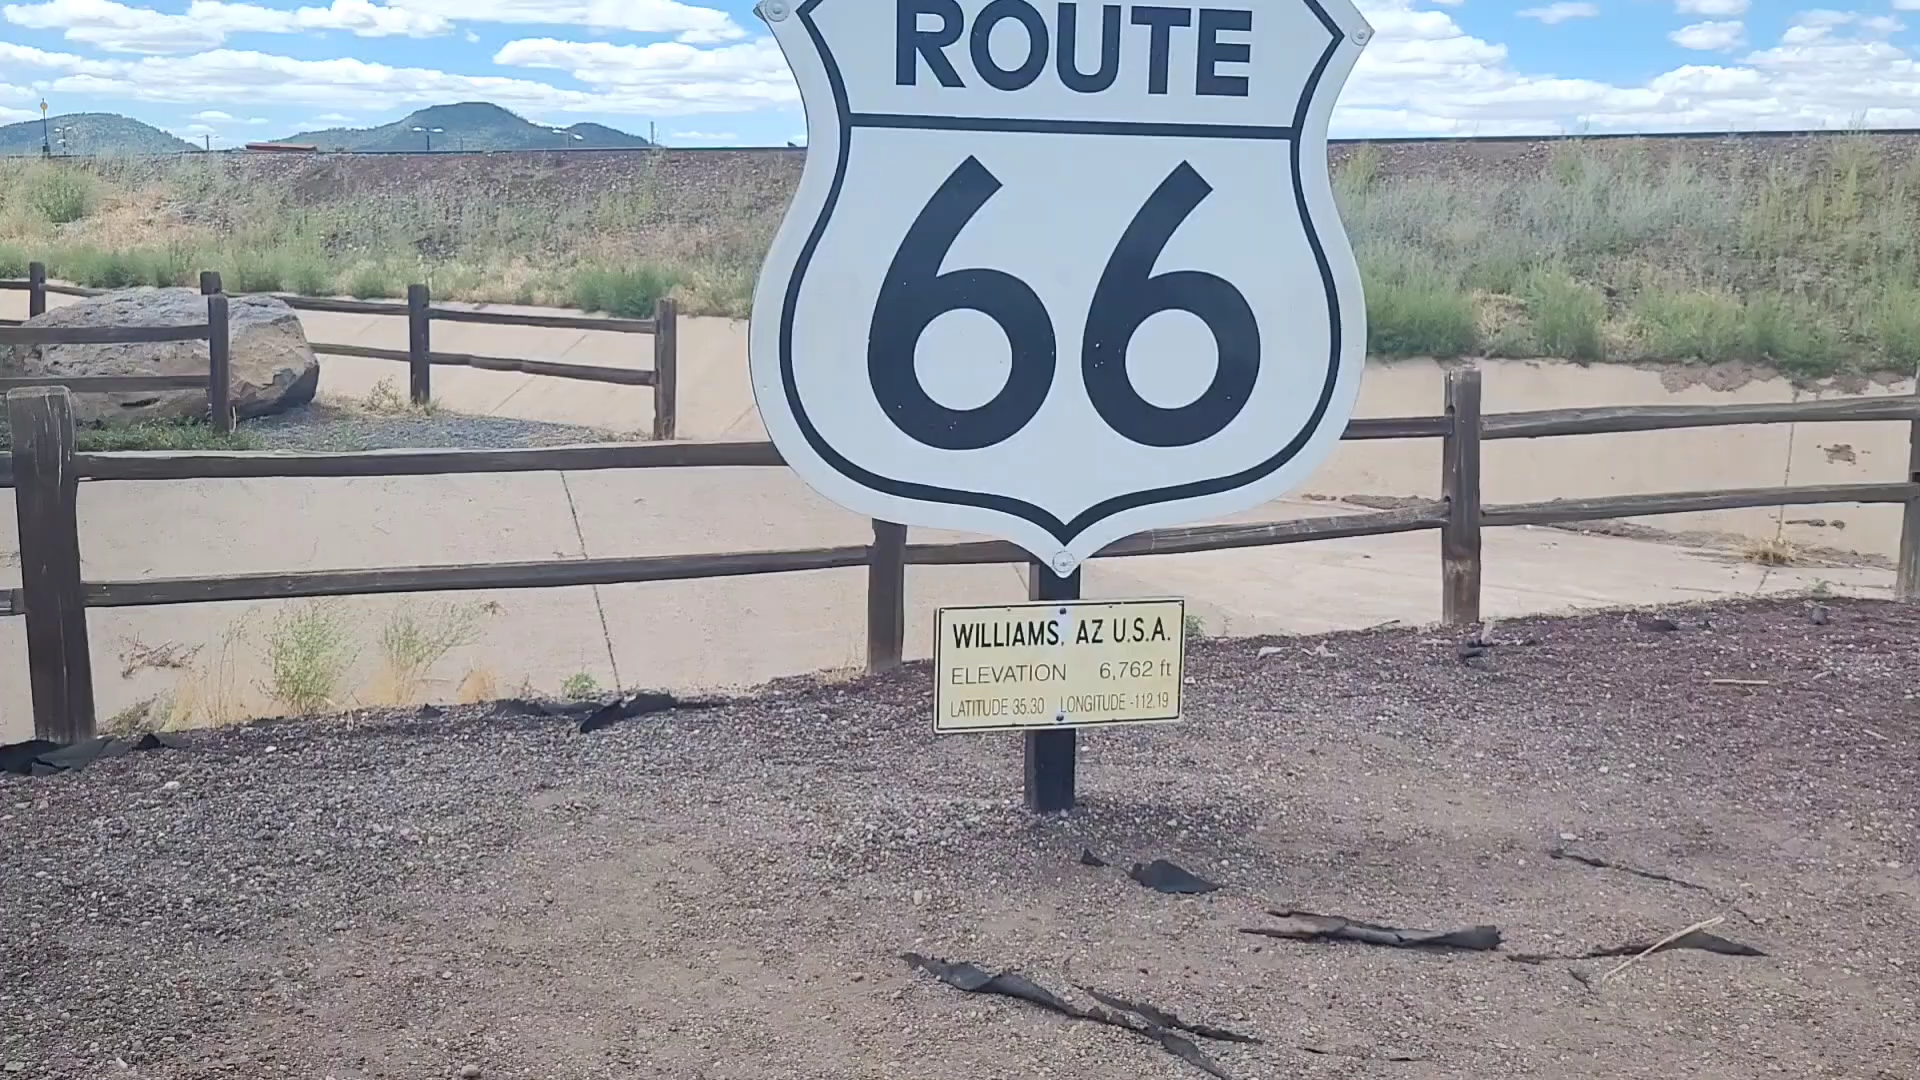 ROUTE
66
WILLIAMS, AZ U.S.A.
ELEVATION 6,762 ft
LATITUDE 35.30 LONGITUDE -112.19